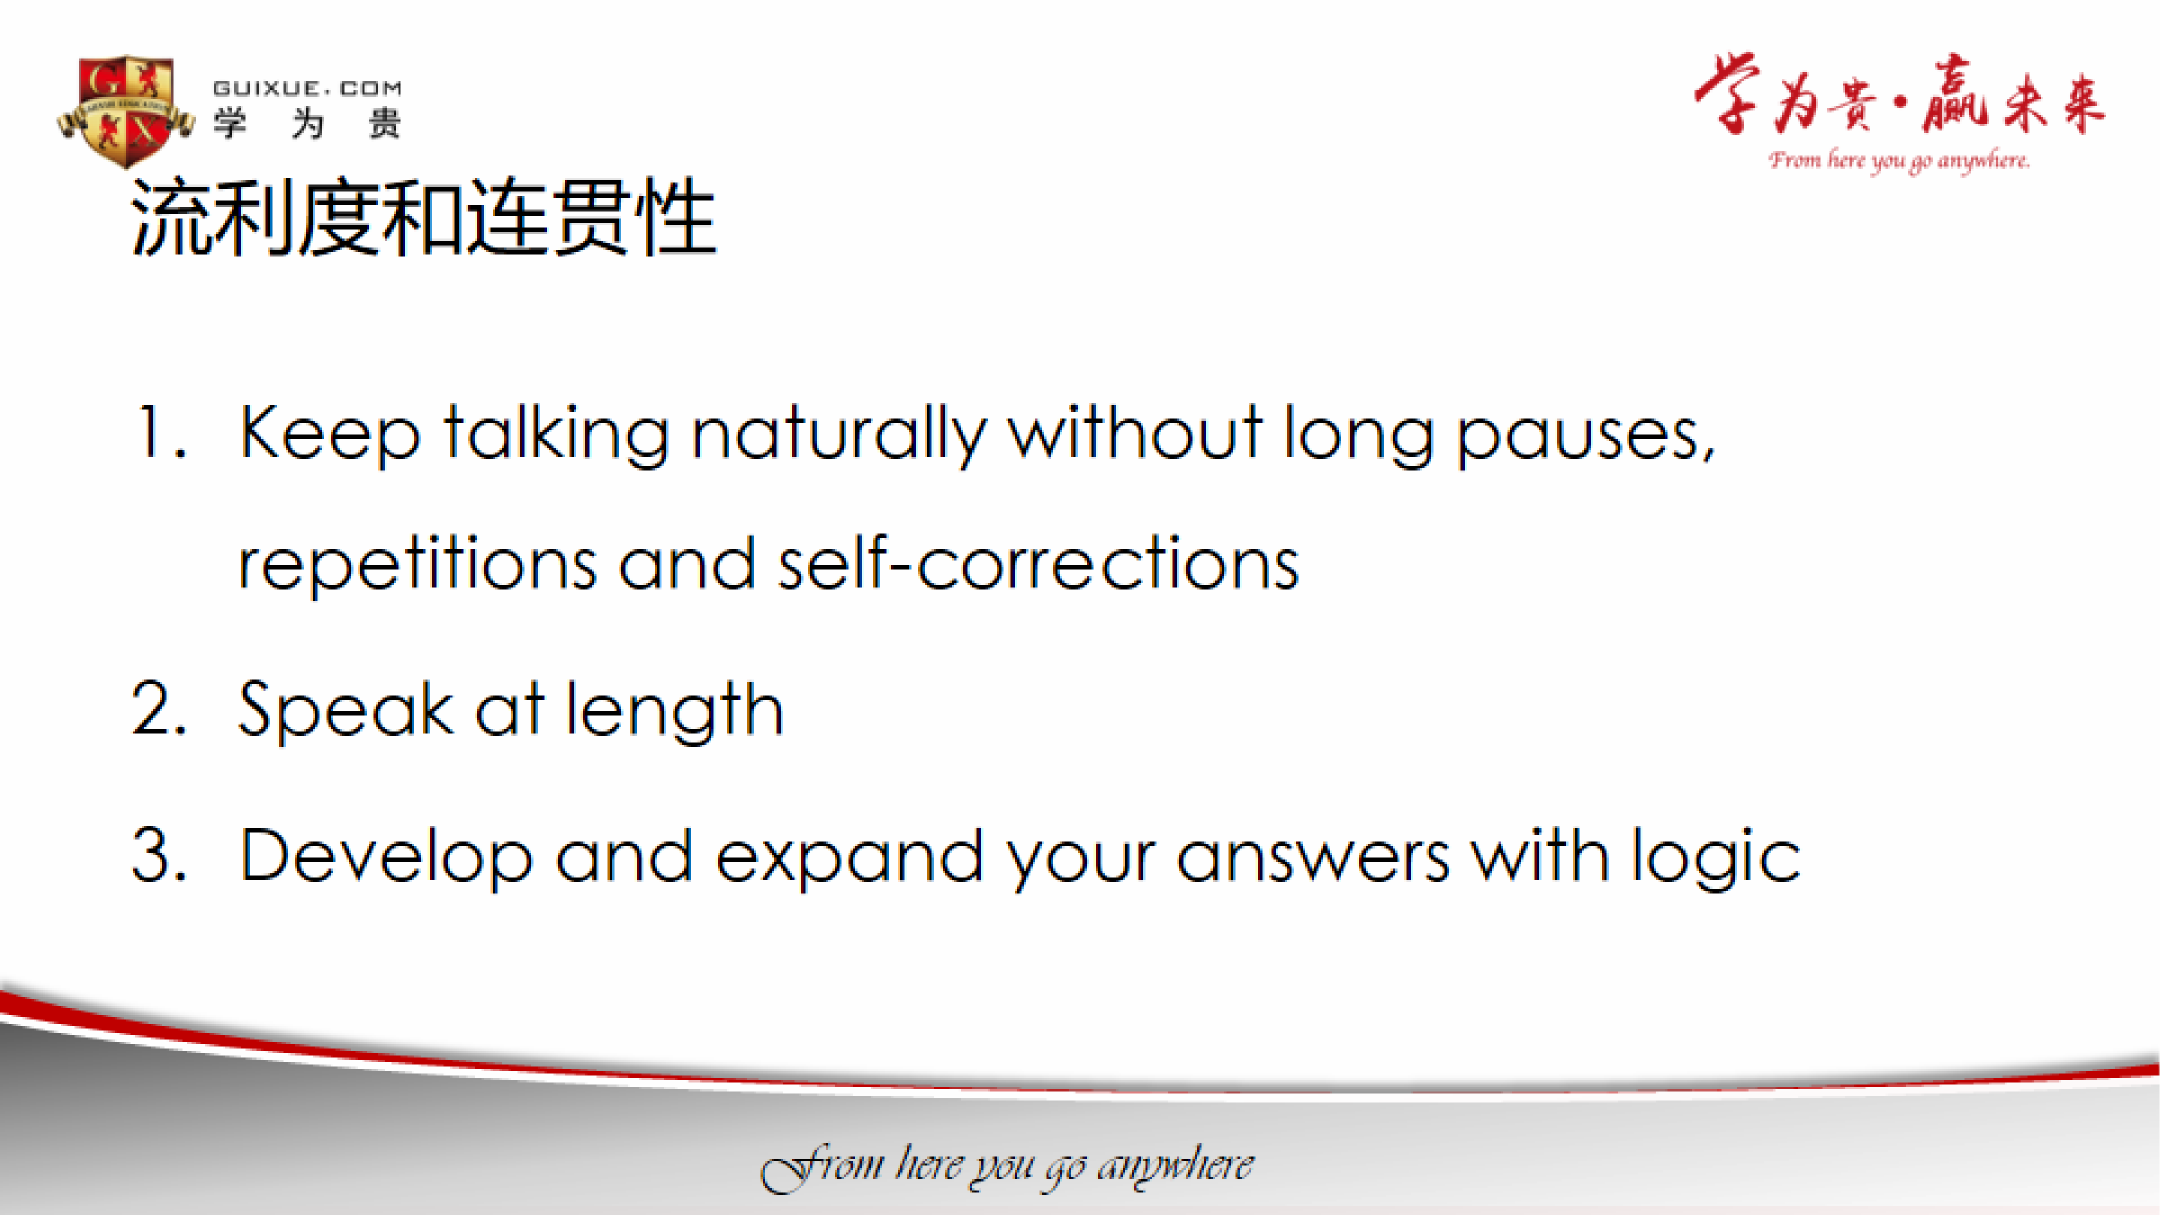 GUIXUE.COM
学为贵
学为贵·赢未来
From here you go anywhere.
流利度和连贯性
1. Keep talking naturally without long pauses,
repetitions and self-corrections
2. Speak at length
3. Develop and expand your answers with logic
From here you go anywhere